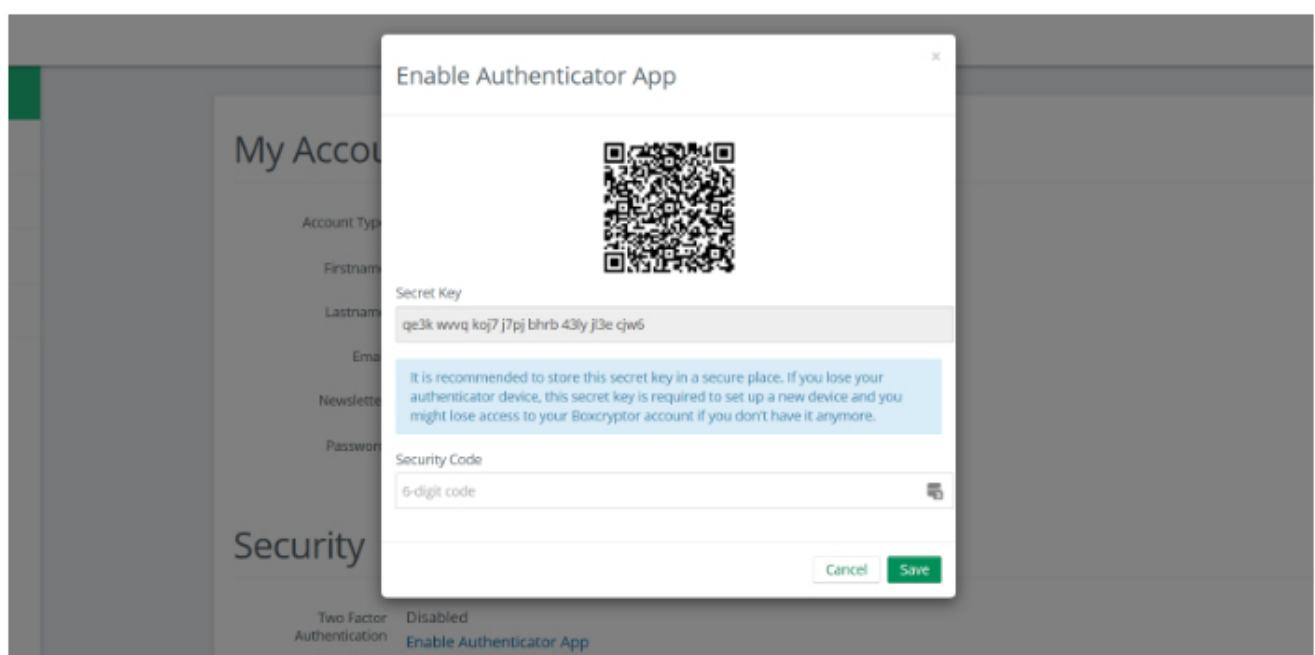 Enable Authenticator App
×
My Accou
Account Typ
Firstnam
Lastnam
Ema
Newslette
Passwor
Secret Key
qe3k wvvq koj7 j7pj bhrb 43ly jl3e cjw6
It is recommended to store this secret key in a secure place. If you lose your
authenticator device, this secret key is required to set up a new device and you
might lose access to your Boxcryptor account if you don't have it anymore.
Security Code
6-digit code
Cancel
Save
Security
Two Factor
Authentication
Disabled
Enable Authenticator App